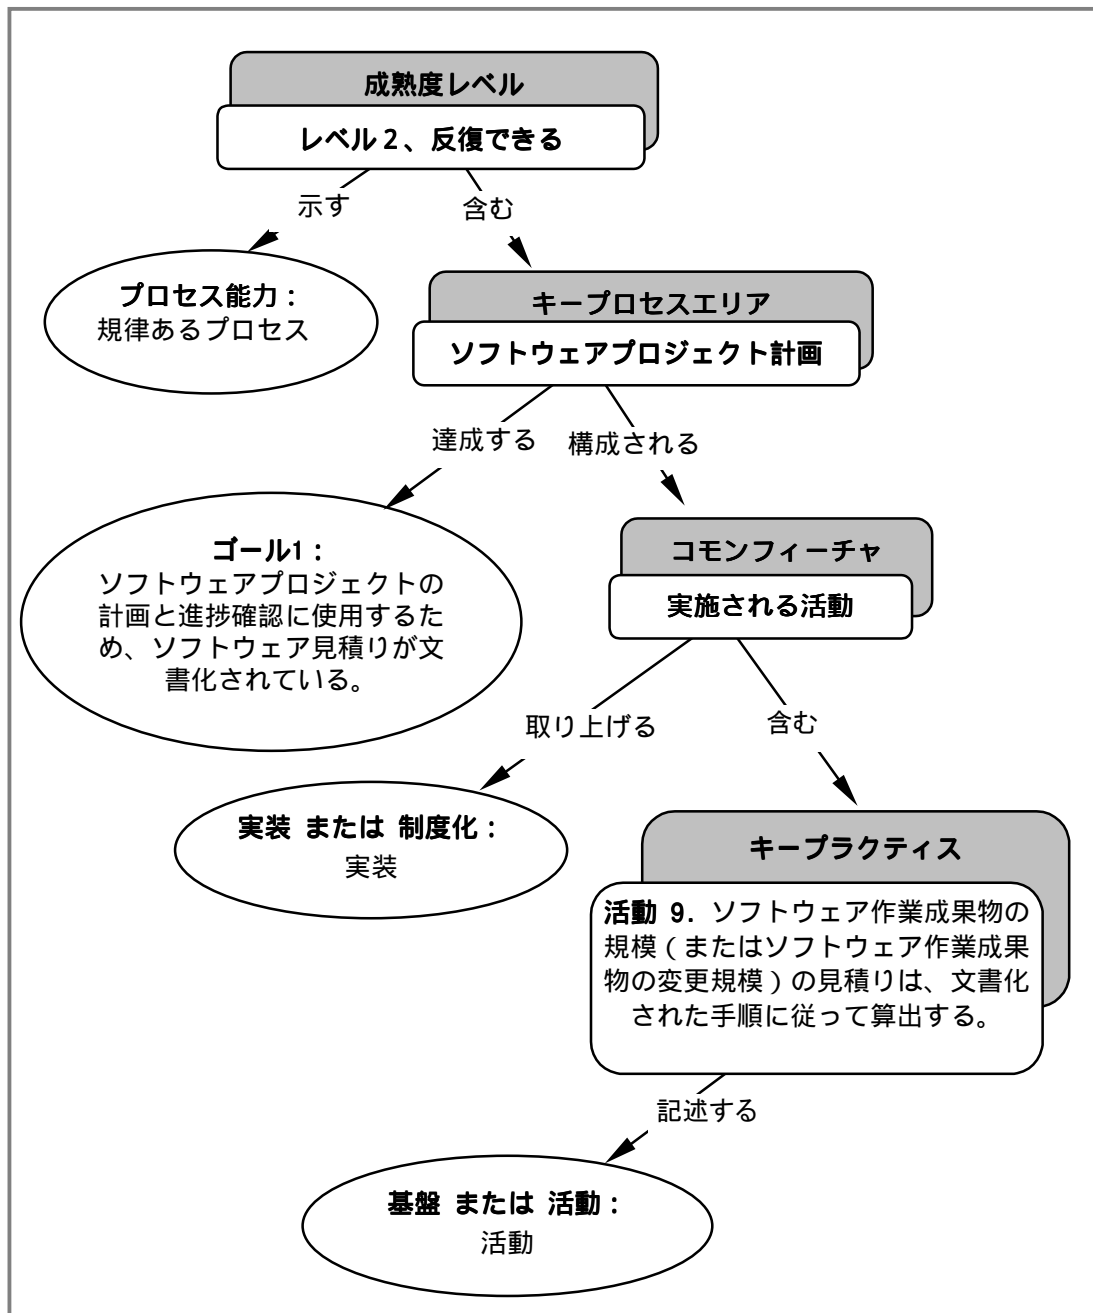 成熟度レベル
レベル2、反復できる
示す
含む
プロセス能力：
規律あるプロセス
キープロセスエリア
ソフトウェアプロジェクト計画
達成する
構成される
ゴール1：
ソフトウェアプロジェクトの
計画と進捗確認に使用するた
め、ソフトウェア見積りが文
書化されている。
コモンフィーチャ
実施される活動
取り上げる
含む
実装 または 制度化：
実装
キープラクティス
活動 9. ソフトウェア作業成果物の
規模（またはソフトウェア作業成果
物の変更規模）の見積りは、文書化
された手順に従って算出する。
記述する
基盤 または 活動：
活動